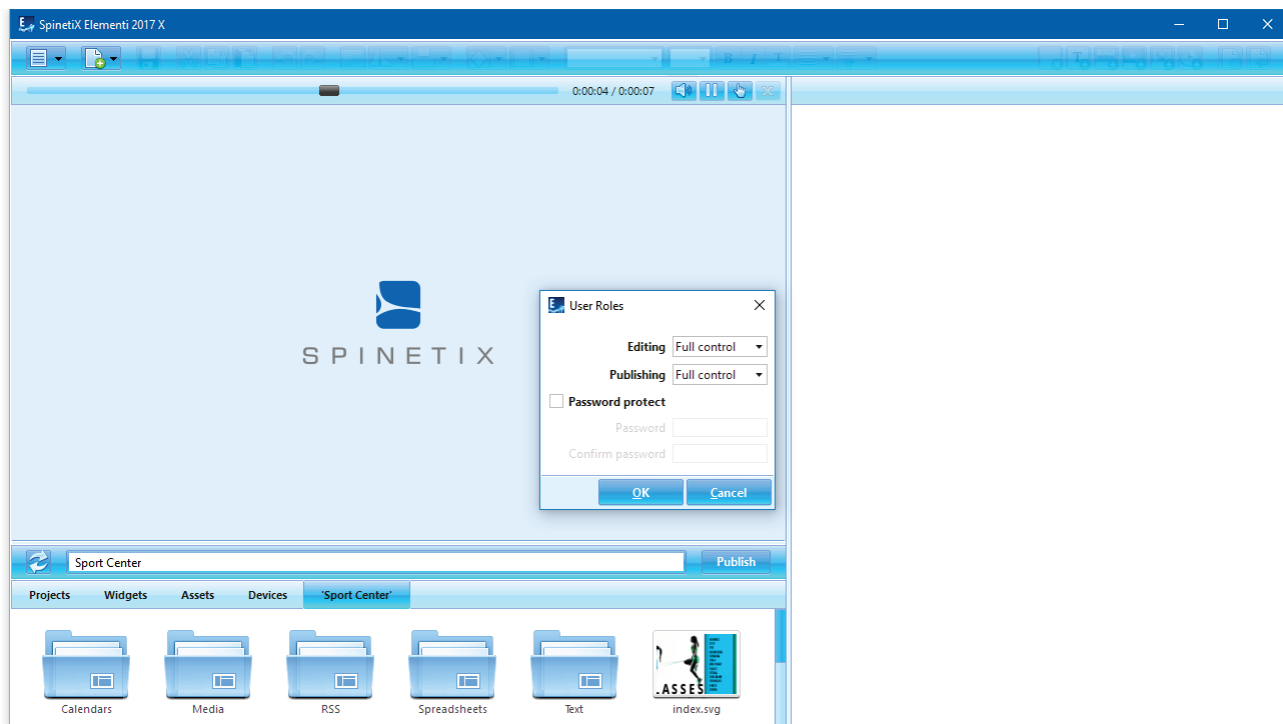 SpinetiX Elementi 2017 X
B I T
0:00:04 / 0:00:07
SPINETIX
User Roles
Editing Full control
Publishing Full control
Password protect
Password
Confirm password
OK Cancel
Sport Center Publish
Projects Widgets Assets Devices 'Sport Center'
.ASSES
Calendars Media RSS Spreadsheets Text index.svg